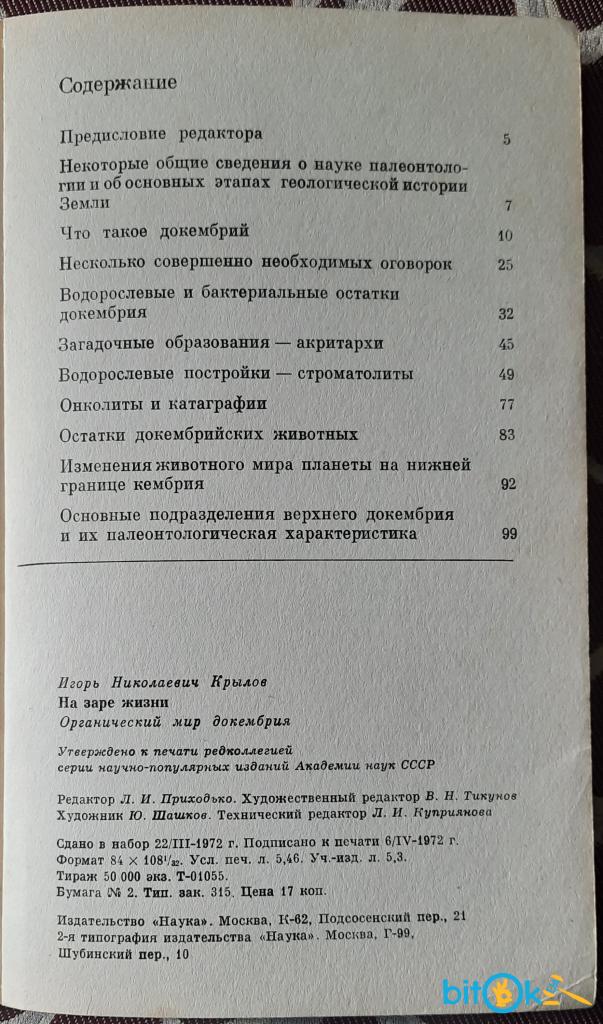 Содержание
Предисловие редактора 5
Некоторые общие сведения о науке палеонтоло-
гии и об основных этапах геологической истории
Земли 7
Что такое докембрий 10
Несколько совершенно необходимых оговорок 25
Водорослевые и бактериальные остатки
докембрия 32
Загадочные образования — акритархи 45
Водорослевые постройки — строматолиты 49
Онколиты и катаграфии 77
Остатки докембрийских животных 83
Изменения животного мира планеты на нижней
границе кембрия 92
Основные подразделения верхнего докембрия
и их палеонтологическая характеристика 99
Игорь Николаевич Крылов
На заре жизни
Органический мир докембрия
Утверждено к печати редколлегией
серии научно-популярных изданий Академии наук СССР
Редактор Л. И. Приходько. Художественный редактор В. Н. Тикунов
Художник Ю. Шашков. Технический редактор Л. И. Куприянова
Сдано в набор 22/III-1972 г. Подписано к печати 6/IV-1972 г.
Формат 84 × 108¹/₃₂. Усл. печ. л. 5,46. Уч.-изд. л. 5,3.
Тираж 50 000 экз. Т-01055.
Бумага № 2. Тип. зак. 315. Цена 17 коп.
Издательство «Наука». Москва, К-62, Подсосенский пер., 21
2-я типография издательства «Наука». Москва, Г-99,
Шубинский пер., 10
bitok